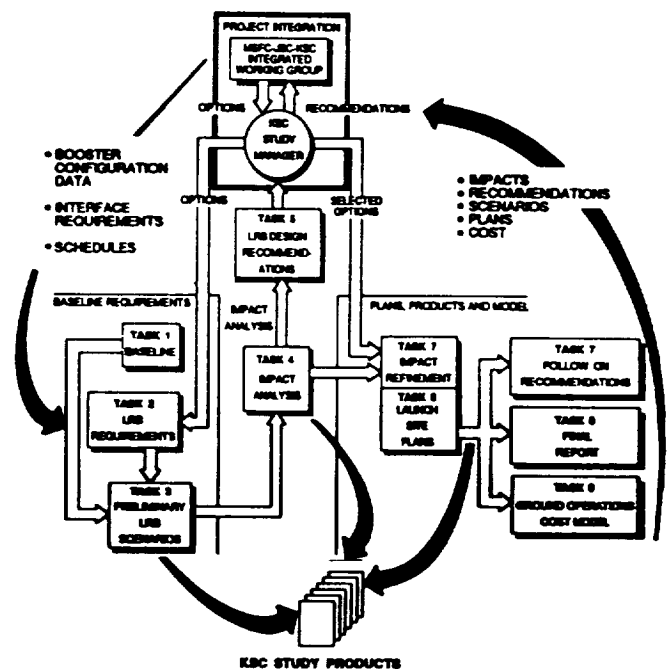 PROJECT INTEGRATION
MSFC-JSC-KSC
INTEGRATED
WORKING GROUP
OPTIONS
RECOMMENDATIONS
KSC
STUDY
MANAGER
• BOOSTER
CONFIGURATION
DATA
• INTERFACE
REQUIREMENTS
• SCHEDULES
• IMPACTS
• RECOMMENDATIONS
• SCENARIOS
• PLANS
• COST
OPTIONS
SELECTED
OPTIONS
TASK 5
LRB DESIGN
RECOMMEND-
ATIONS
BASELINE REQUIREMENTS
IMPACT
ANALYSIS
PLANS, PRODUCTS AND MODEL
TASK 1
BASELINE
TASK 2
LRB
REQUIREMENTS
TASK 3
PRELIMINARY
LRB
SCENARIOS
TASK 4
IMPACT
ANALYSIS
TASK 7
IMPACT
REFINEMENT
TASK 6
LAUNCH
SITE
PLANS
TASK 7
FOLLOW ON
RECOMMENDATIONS
TASK 8
FINAL
REPORT
TASK 9
GROUND OPERATIONS
COST MODEL
KSC STUDY PRODUCTS